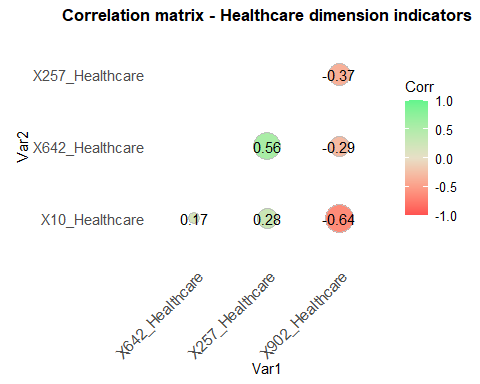 Correlation matrix - Healthcare dimension indicators
Var2
X257_Healthcare
-0.37
X642_Healthcare
0.56
-0.29
X10_Healthcare
0.17
0.28
-0.64
X642_Healthcare
X257_Healthcare
X902_Healthcare
Var1
Corr
1.0
0.5
0.0
-0.5
-1.0